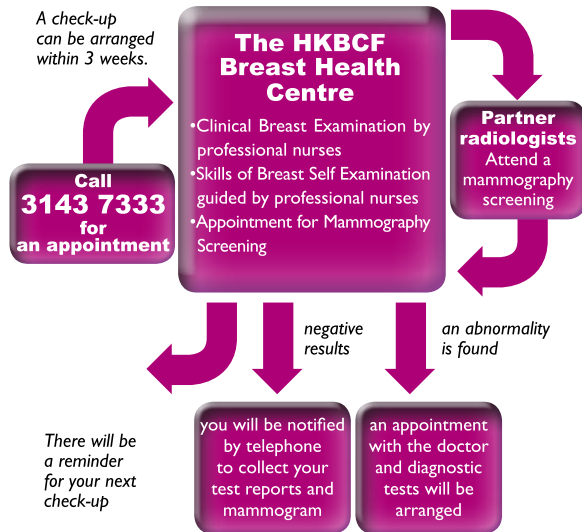 A check-up
can be arranged
within 3 weeks.
Call
3143 7333
for
an appointment
The HKBCF
Breast Health
Centre
•Clinical Breast Examination by
professional nurses
•Skills of Breast Self Examination
guided by professional nurses
•Appointment for Mammography
Screening
Partner
radiologists
Attend a
mammography
screening
negative
results
an abnormality
is found
There will be
a reminder
for your next
check-up
you will be notified
by telephone
to collect your
test reports and
mammogram
an appointment
with the doctor
and diagnostic
tests will be
arranged